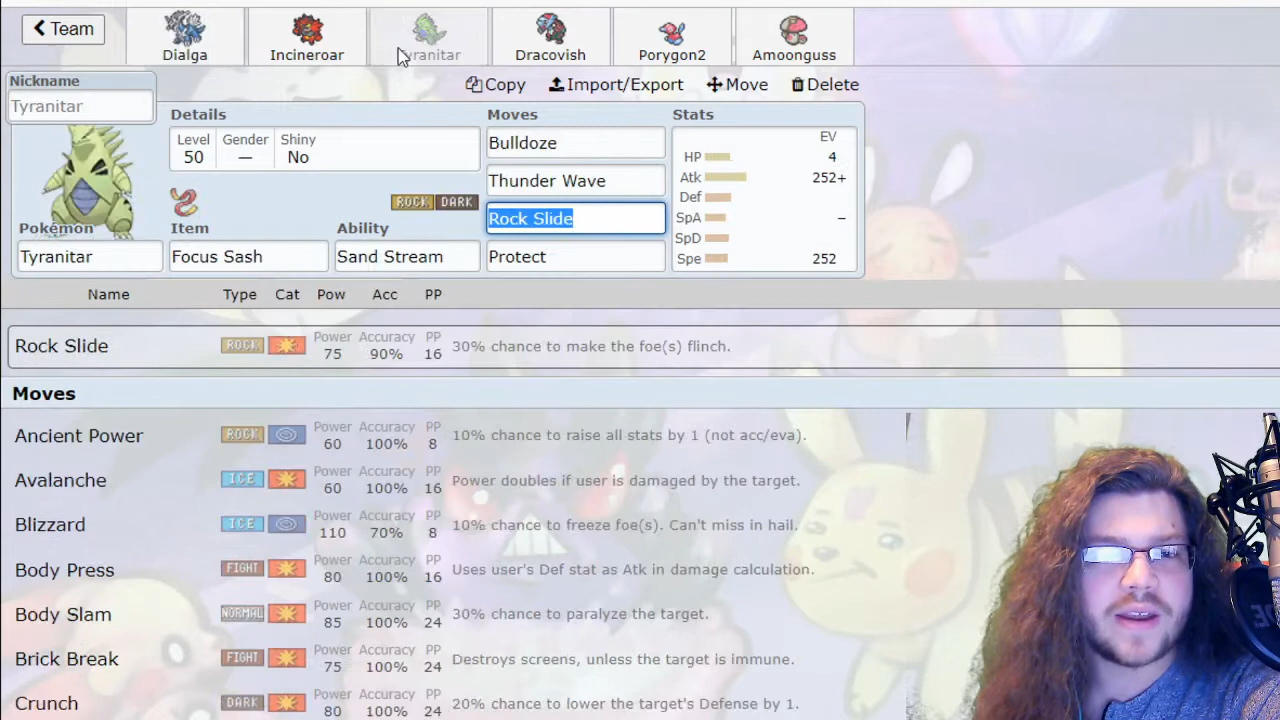 Team
Dialga
Incineroar
Tyranitar
Dracovish
Porygon2
Amoonguss
Nickname
Tyranitar
Copy
Import/Export
Move
Delete
Details
Moves
Stats
Level Gender Shiny
50 — No
Bulldoze
Thunder Wave
Rock Slide
Protect
EV
HP 4
Atk 252+
Def
SpA –
SpD
Spe 252
ROCK DARK
Pokémon Item Ability
Tyranitar Focus Sash Sand Stream
Name Type Cat Pow Acc PP
Rock Slide ROCK Power 75 Accuracy 90% PP 16 30% chance to make the foe(s) flinch.
Moves
Ancient Power ROCK Power 60 Accuracy 100% PP 8 10% chance to raise all stats by 1 (not acc/eva).
Avalanche ICE Power 60 Accuracy 100% PP 16 Power doubles if user is damaged by the target.
Blizzard ICE Power 110 Accuracy 70% PP 8 10% chance to freeze foe(s). Can't miss in hail.
Body Press FIGHT Power 80 Accuracy 100% PP 16 Uses user's Def stat as Atk in damage calculation.
Body Slam NORMAL Power 85 Accuracy 100% PP 24 30% chance to paralyze the target.
Brick Break FIGHT Power 75 Accuracy 100% PP 24 Destroys screens, unless the target is immune.
Crunch DARK Power 80 Accuracy 100% PP 24 20% chance to lower the target's Defense by 1.